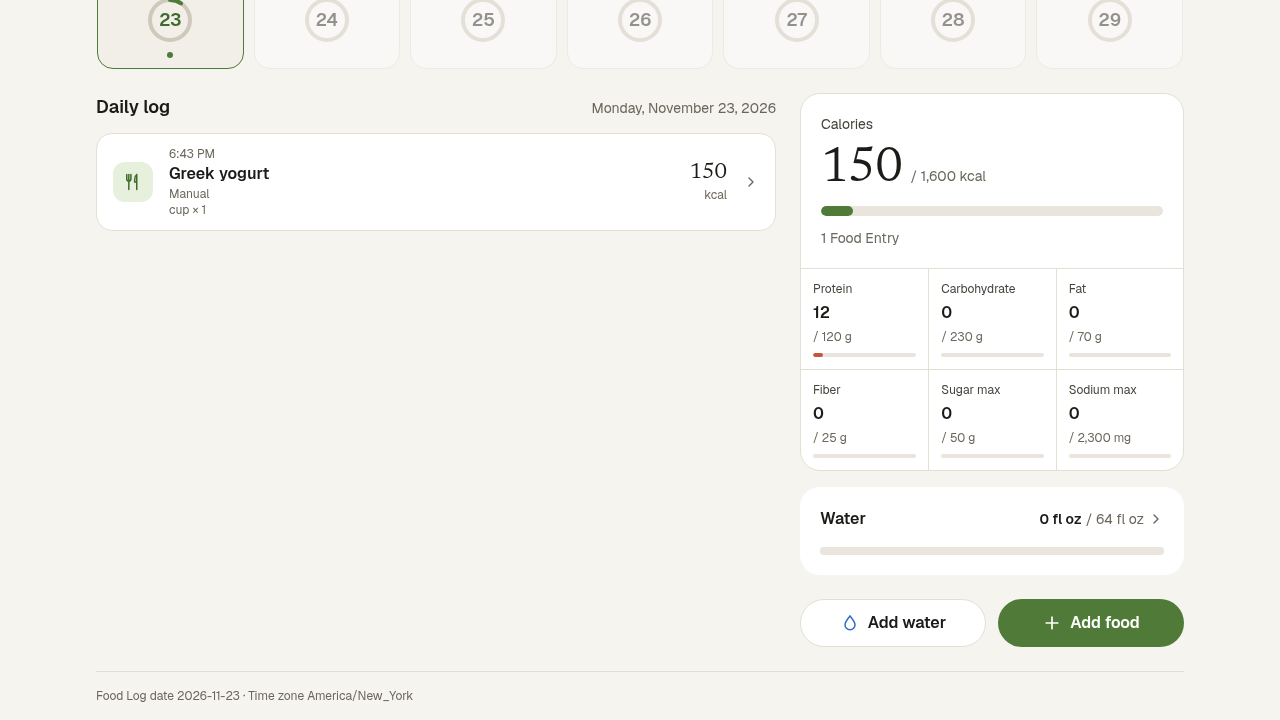 23 24 25 26 27 28 29
Daily log
Monday, November 23, 2026
6:43 PM
Greek yogurt
Manual
cup × 1
150
kcal
Calories
150 / 1,600 kcal
1 Food Entry
Protein
12
/ 120 g
Carbohydrate
0
/ 230 g
Fat
0
/ 70 g
Fiber
0
/ 25 g
Sugar max
0
/ 50 g
Sodium max
0
/ 2,300 mg
Water
0 fl oz / 64 fl oz
Add water
Add food
Food Log date 2026-11-23 · Time zone America/New_York